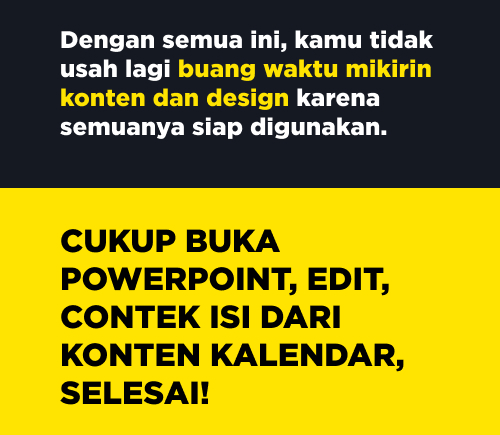 Dengan semua ini, kamu tidak
usah lagi buang waktu mikirin
konten dan design karena
semuanya siap digunakan.
CUKUP BUKA
POWERPOINT, EDIT,
CONTEK ISI DARI
KONTEN KALENDAR,
SELESAI!